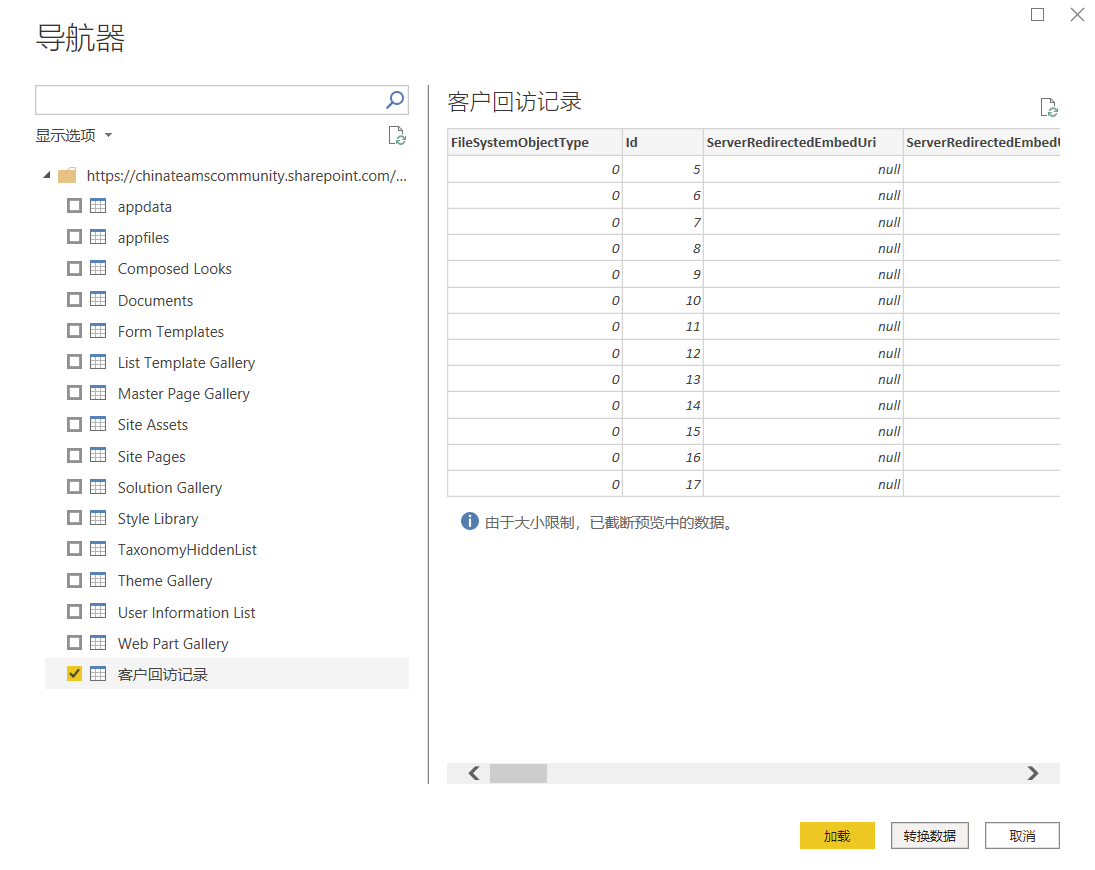 导航器
显示选项
https://chinateamscommunity.sharepoint.com/...
appdata
appfiles
Composed Looks
Documents
Form Templates
List Template Gallery
Master Page Gallery
Site Assets
Site Pages
Solution Gallery
Style Library
TaxonomyHiddenList
Theme Gallery
User Information List
Web Part Gallery
客户回访记录
客户回访记录
FileSystemObjectType Id ServerRedirectedEmbedUri ServerRedirectedEmbedU
0 5 null
0 6 null
0 7 null
0 8 null
0 9 null
0 10 null
0 11 null
0 12 null
0 13 null
0 14 null
0 15 null
0 16 null
0 17 null
由于大小限制，已截断预览中的数据。
加载 转换数据 取消